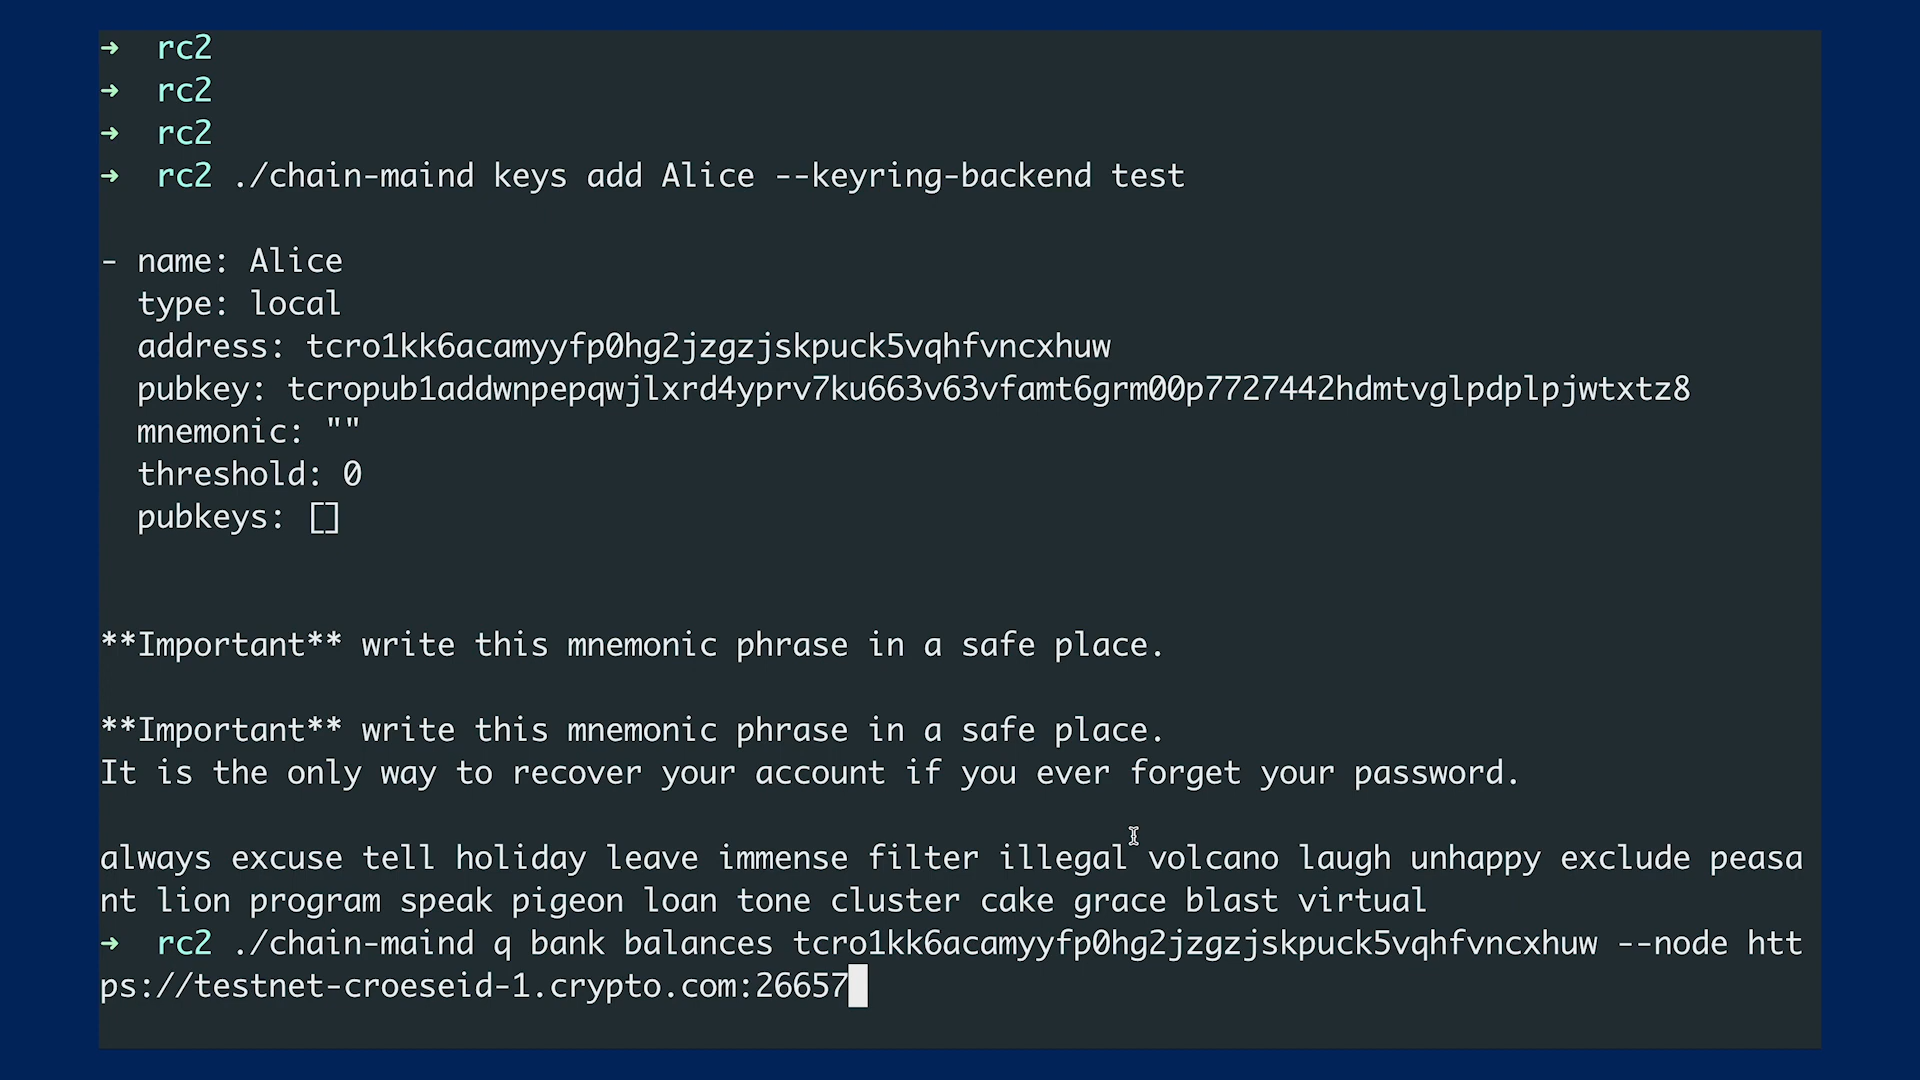 → rc2
→ rc2
→ rc2
→ rc2 ./chain-maind keys add Alice --keyring-backend test
- name: Alice
type: local
address: tcro1kk6acamyyfp0hg2jzgzjskpuck5vqhfvncxhuw
pubkey: tcropub1addwnpepqwjlxrd4yprv7ku663v63vfamt6grm00p7727442hdmtvglpdplpjwtxtz8
mnemonic: ""
threshold: 0
pubkeys: []
**Important** write this mnemonic phrase in a safe place.
**Important** write this mnemonic phrase in a safe place.
It is the only way to recover your account if you ever forget your password.
always excuse tell holiday leave immense filter illegal volcano laugh unhappy exclude peasa
nt lion program speak pigeon loan tone cluster cake grace blast virtual
→ rc2 ./chain-maind q bank balances tcro1kk6acamyyfp0hg2jzgzjskpuck5vqhfvncxhuw --node htt
ps://testnet-croeseid-1.crypto.com:26657